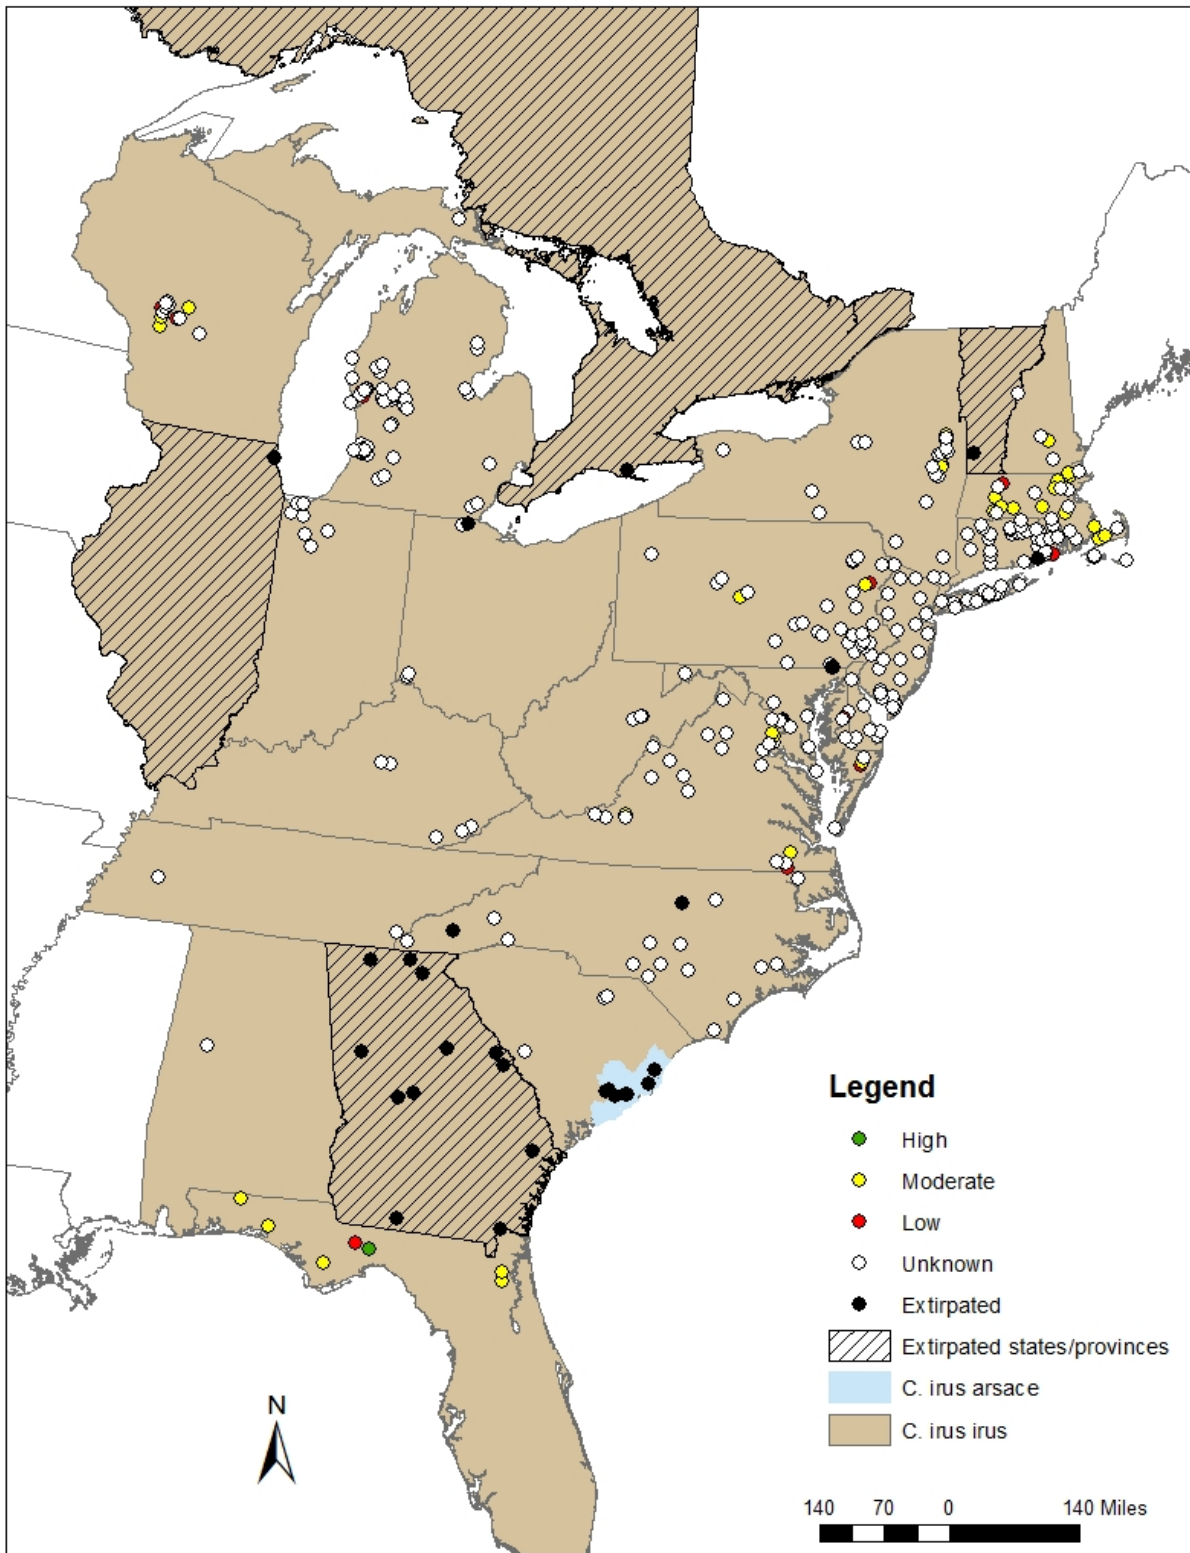 Legend
High
Moderate
Low
Unknown
Extirpated
Extirpated states/provinces
C. irus arsace
C. irus irus
N
140 70 0 140 Miles